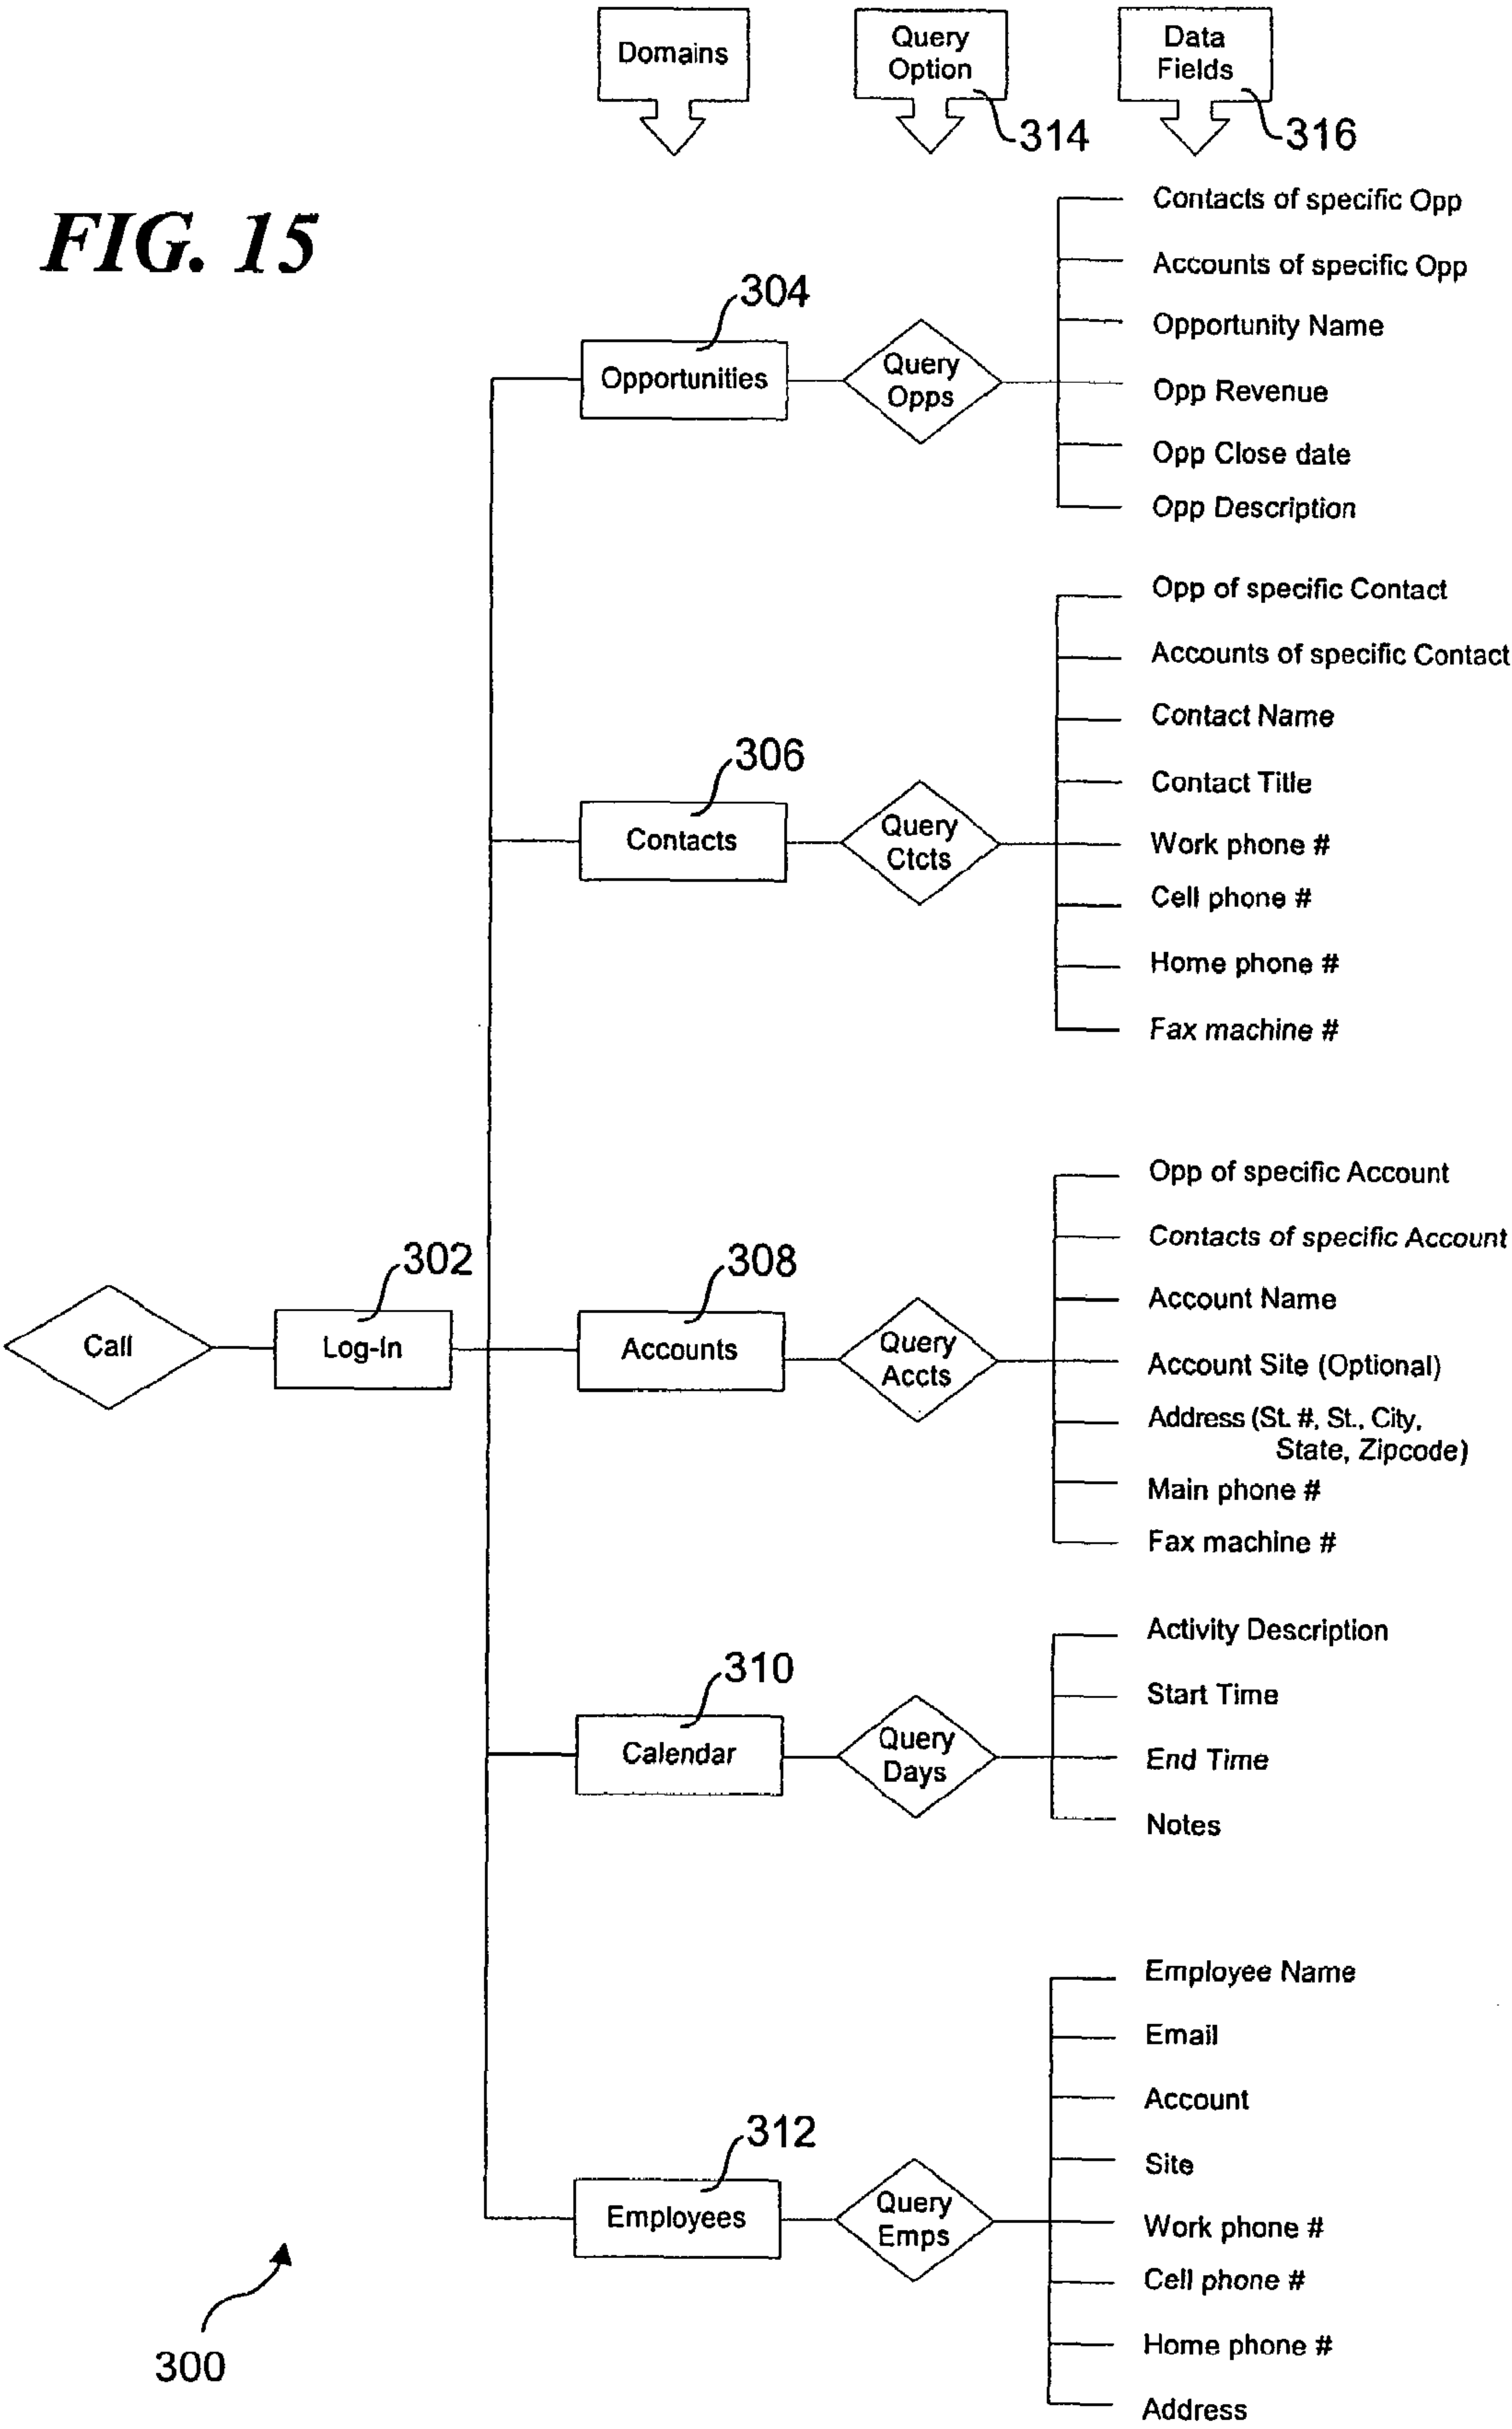 Domains
Query
Option
314
Data
Fields
316
FIG. 15
304
Opportunities
Query
Opps
Contacts of specific Opp
Accounts of specific Opp
Opportunity Name
Opp Revenue
Opp Close date
Opp Description
306
Contacts
Query
Ctcts
Opp of specific Contact
Accounts of specific Contact
Contact Name
Contact Title
Work phone #
Cell phone #
Home phone #
Fax machine #
Call
302
Log-In
308
Accounts
Query
Accts
Opp of specific Account
Contacts of specific Account
Account Name
Account Site (Optional)
Address (St. #, St., City,
State, Zipcode)
Main phone #
Fax machine #
310
Calendar
Query
Days
Activity Description
Start Time
End Time
Notes
312
Employees
Query
Emps
Employee Name
Email
Account
Site
Work phone #
Cell phone #
Home phone #
Address
300